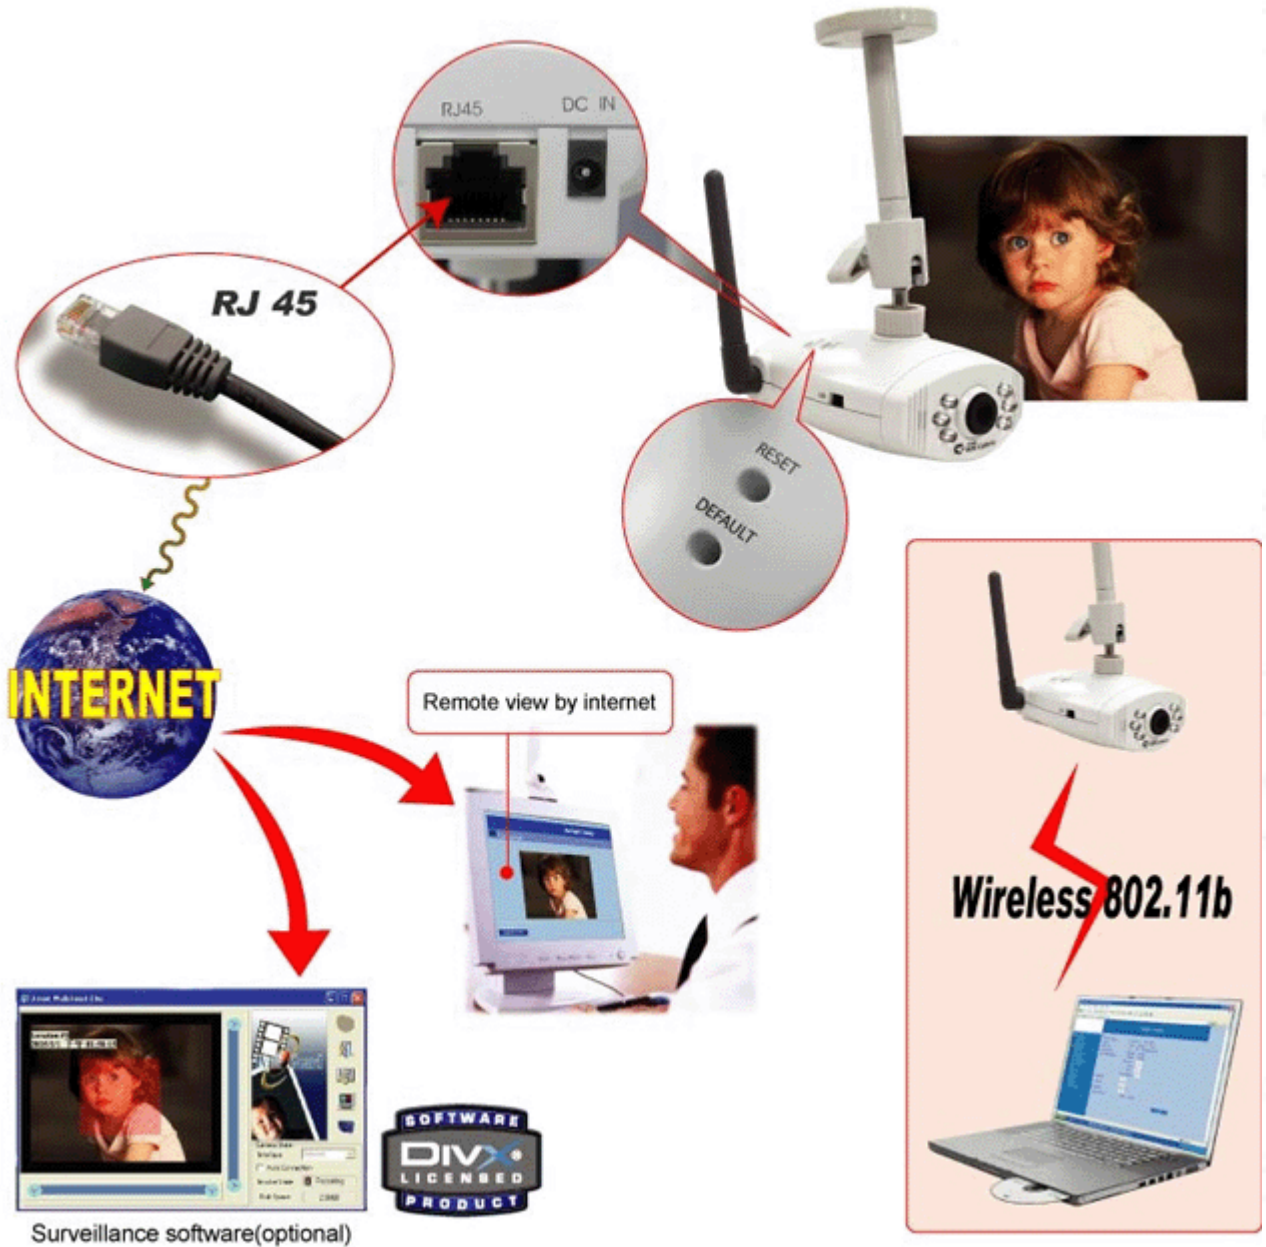 RJ45
DC IN
RJ 45
RESET
DEFAULT
INTERNET
Remote view by internet
Wireless 802.11b
SOFTWARE
DIVX®
LICENSED
PRODUCT
Surveillance software(optional)